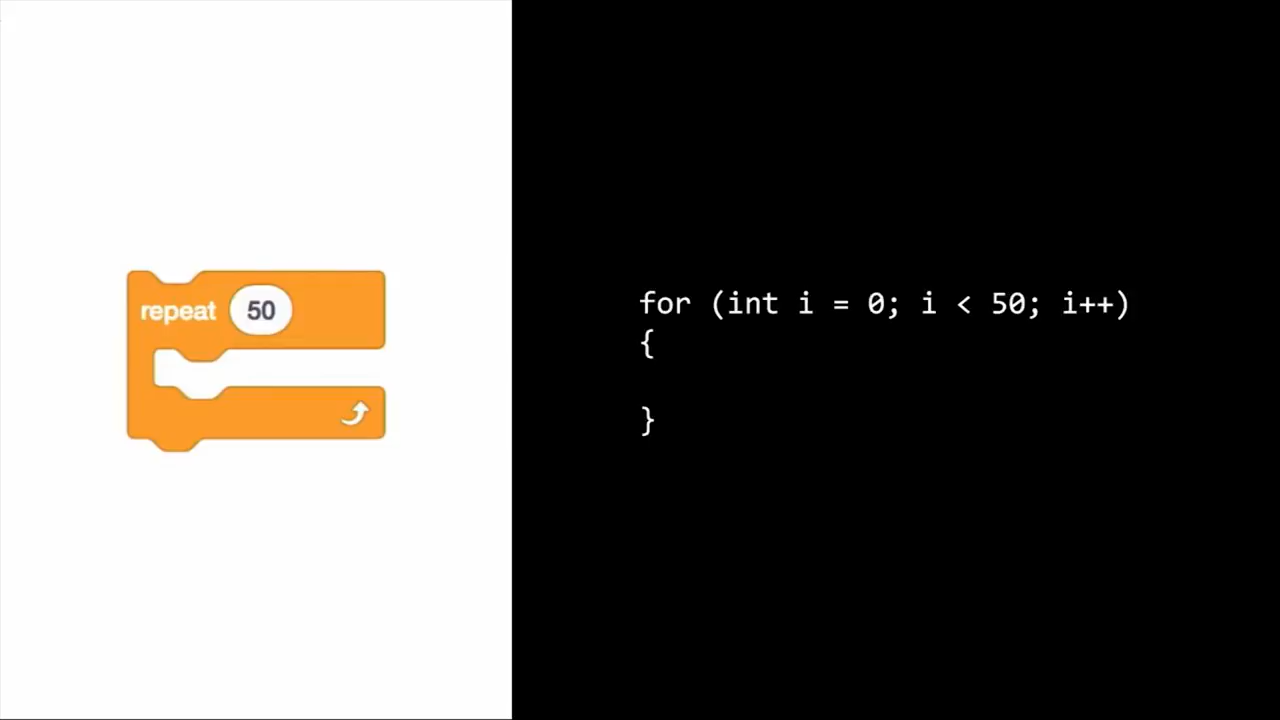 repeat 50
for (int i = 0; i < 50; i++)
{
}